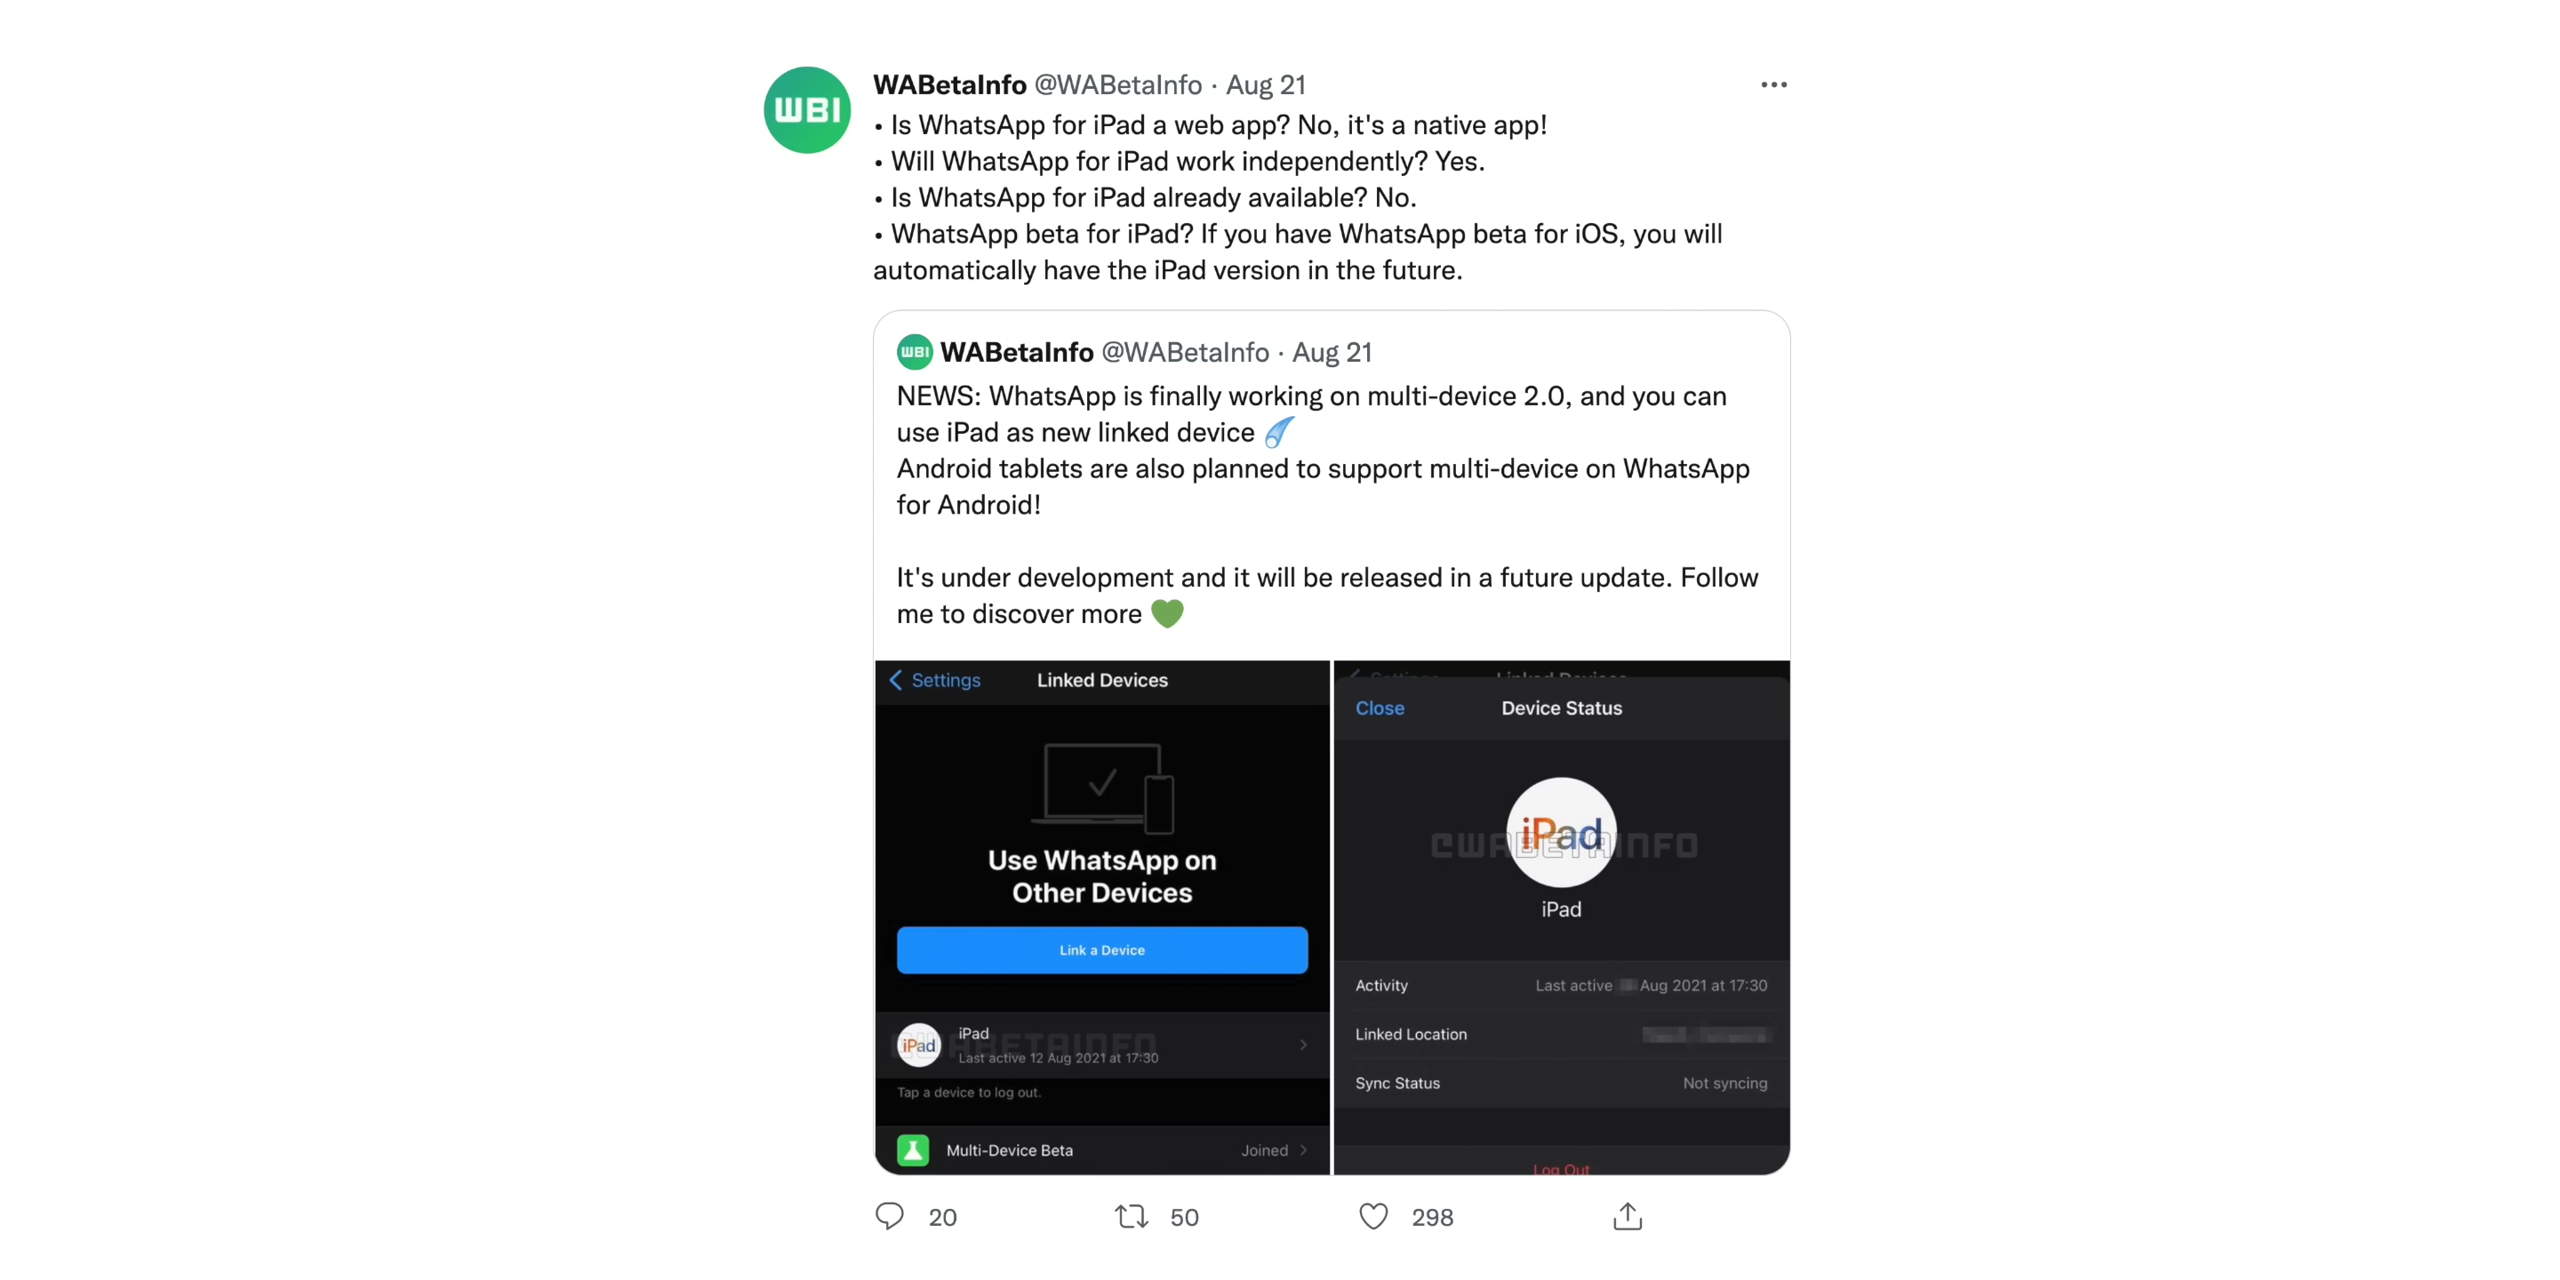 WBI
WABetaInfo @WABetaInfo · Aug 21
• Is WhatsApp for iPad a web app? No, it's a native app!
• Will WhatsApp for iPad work independently? Yes.
• Is WhatsApp for iPad already available? No.
• WhatsApp beta for iPad? If you have WhatsApp beta for iOS, you will
automatically have the iPad version in the future.
WBI WABetaInfo @WABetaInfo · Aug 21
NEWS: WhatsApp is finally working on multi-device 2.0, and you can
use iPad as new linked device
Android tablets are also planned to support multi-device on WhatsApp
for Android!
It's under development and it will be released in a future update. Follow
me to discover more
Settings Linked Devices
Use WhatsApp on
Other Devices
Link a Device
iPad
iPad
Last active 12 Aug 2021 at 17:30
Tap a device to log out.
Multi-Device Beta Joined
Settings Linked Devices
Close Device Status
iPad
CWABETAINFO
iPad
Activity Last active Aug 2021 at 17:30
Linked Location
Sync Status Not syncing
Log Out
20 50 298